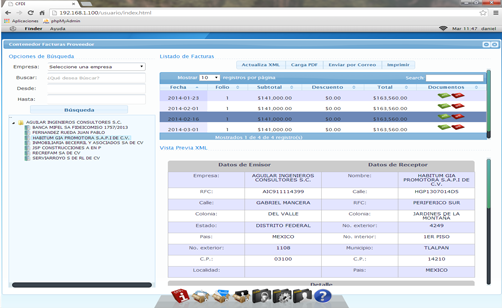 CFDI
192.168.1.100/usuario/index.html
Aplicaciones phpMyAdmin
Finder Ayuda
Mar 11:47 daniel
Contenedor Facturas Proveedor
Opciones de Búsqueda
Empresa: Seleccione una empresa
Buscar: ¿Qué desea Buscar?
Desde:
Hasta:
Búsqueda
AGUILAR INGENIEROS CONSULTORES S.C.
BANCA MIFEL SA FIDEICOMISO 1757/2013
FERNANDEZ RUEDA JUAN PABLO
HABITUM GIA PROMOTORA S.A.P.I DE C.V.
INMOBILIARIA BECERRIL Y ASOCIADOS SA DE CV
JSP CONSTRUCCIONES A EN P
RECREFAM SA DE CV
SERVIARROYO S DE RL DE CV
Listado de Facturas
Actualiza XML Carga PDF Enviar por Correo Imprimir
Mostrar 10 registros por página
Search:
Fecha Folio Subtotal Descuento Total Documentos
2014-01-23 1 $141,000.00 $0.00 $163,560.00
2014-02-01 1 $141,000.00 $0.00 $163,560.00
2014-02-16 1 $141,000.00 $0.00 $163,560.00
2014-03-01 1 $141,000.00 $0.00 $163,560.00
Mostrando 1 de 4 de 4 registro(s)
Vista Previa XML
Datos de Emisor Datos de Receptor
Empresa: AGUILAR INGENIEROS CONSULTORES S.C. Nombre: HABITUM GIA PROMOTORA S.A.P.I DE C.V.
RFC: AIC911114399 Calle: HGP1307014D5
Calle: GABRIEL MANCERA RFC: PERIFERICO SUR
Colonia: DEL VALLE Colonia: JARDINES DE LA MONTAÑA
Estado: DISTRITO FEDERAL No. exterior: 4249
Pais: MEXICO No. interior: 1ER PISO
No. exterior: 1108 Municipio: TLALPAN
C.P.: 03100 C.P.: 14210
Localidad: Pais: MEXICO
Detalle